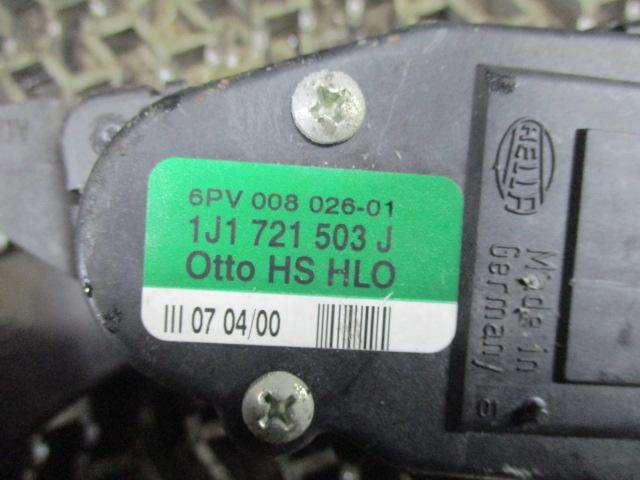 6PV 008 026-01
1J1 721 503 J
Otto HS HLO
III 07 04/00
HELLA
Made in
Germany